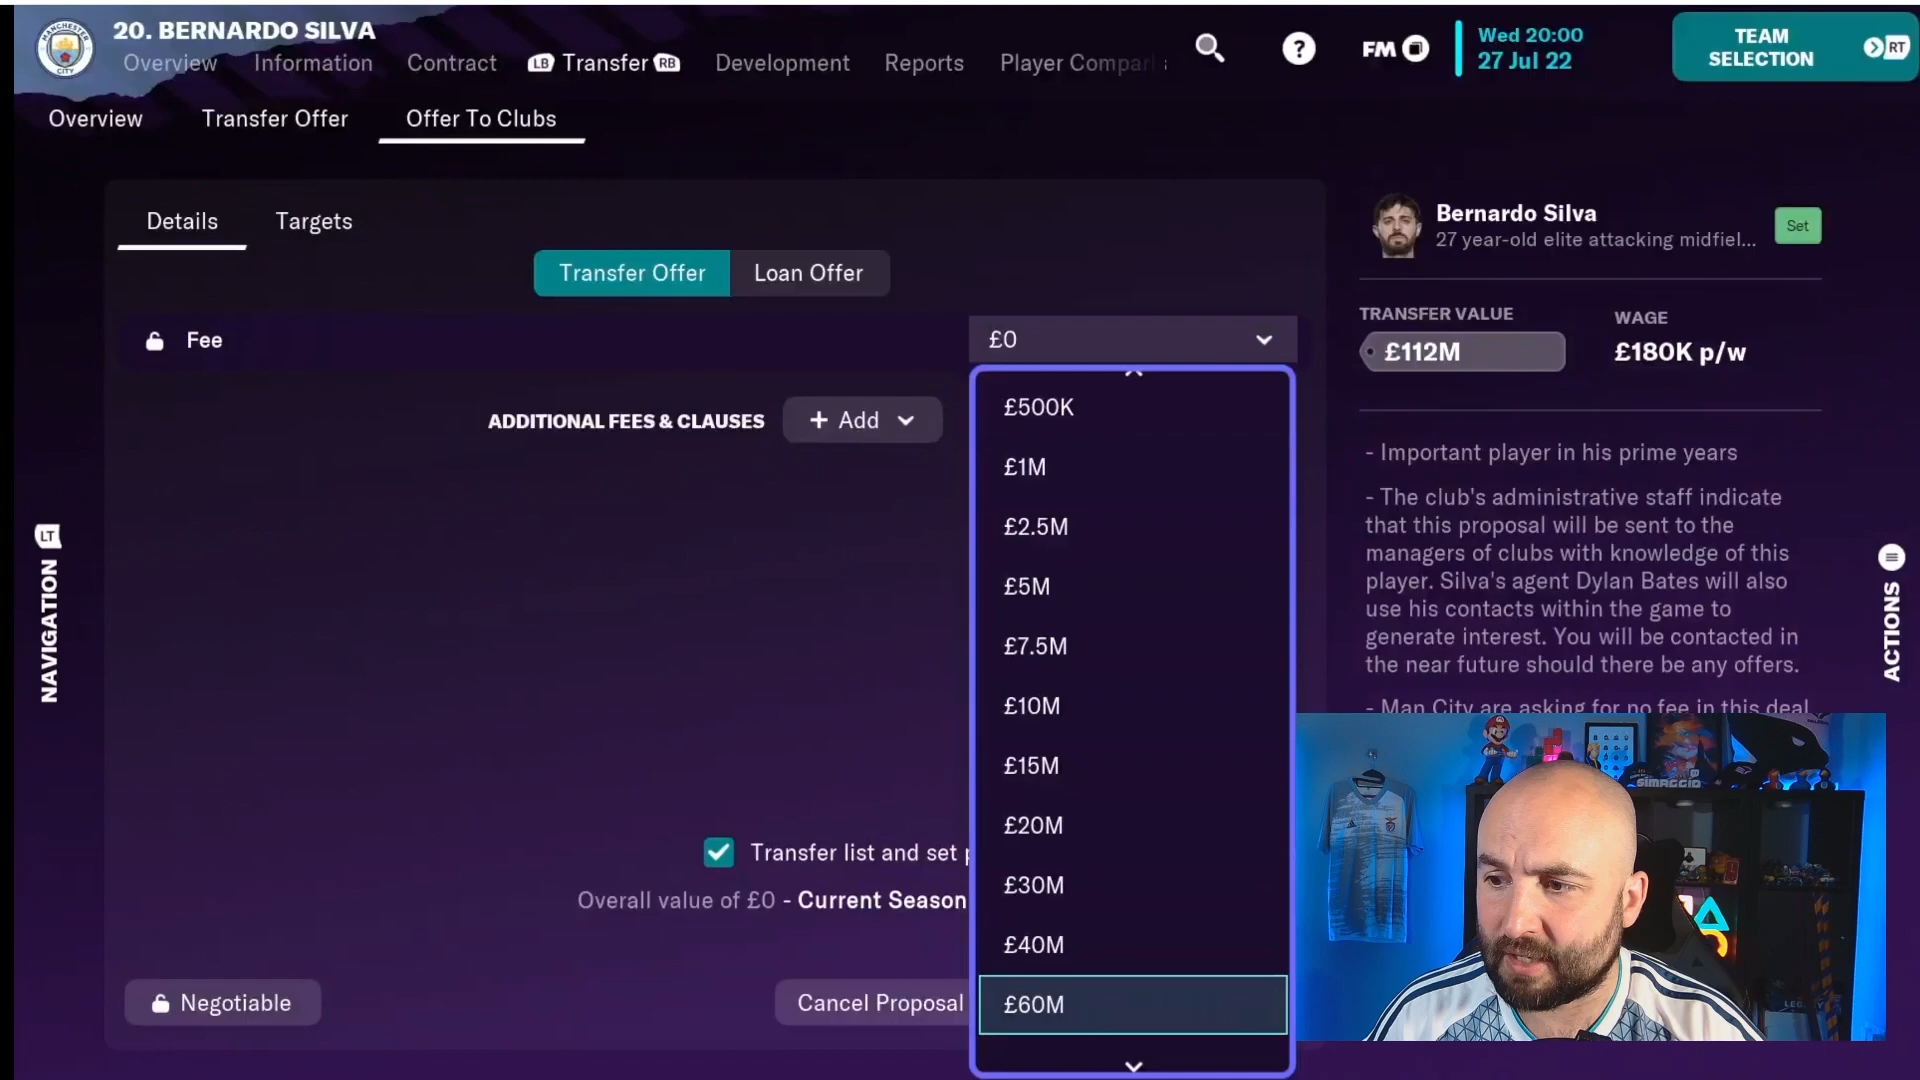 20. BERNARDO SILVA
Overview Information Contract LB Transfer RB Development Reports Player Compari
?
FM
Wed 20:00
27 Jul 22
TEAM
SELECTION
RT
MANCHESTER
CITY
Overview Transfer Offer Offer To Clubs
Details Targets
Transfer Offer Loan Offer
Fee
£0
ADDITIONAL FEES & CLAUSES + Add
£500K
£1M
£2.5M
£5M
£7.5M
£10M
£15M
£20M
£30M
£40M
£60M
Transfer list and set p
Overall value of £0 - Current Season
Negotiable
Cancel Proposal
LT
NAVIGATION
Bernardo Silva
27 year-old elite attacking midfiel...
Set
TRANSFER VALUE
£112M
WAGE
£180K p/w
- Important player in his prime years
- The club's administrative staff indicate
that this proposal will be sent to the
managers of clubs with knowledge of this
player. Silva's agent Dylan Bates will also
use his contacts within the game to
generate interest. You will be contacted in
the near future should there be any offers.
- Man City are asking for no fee in this deal
ACTIONS
SIMAGGIO